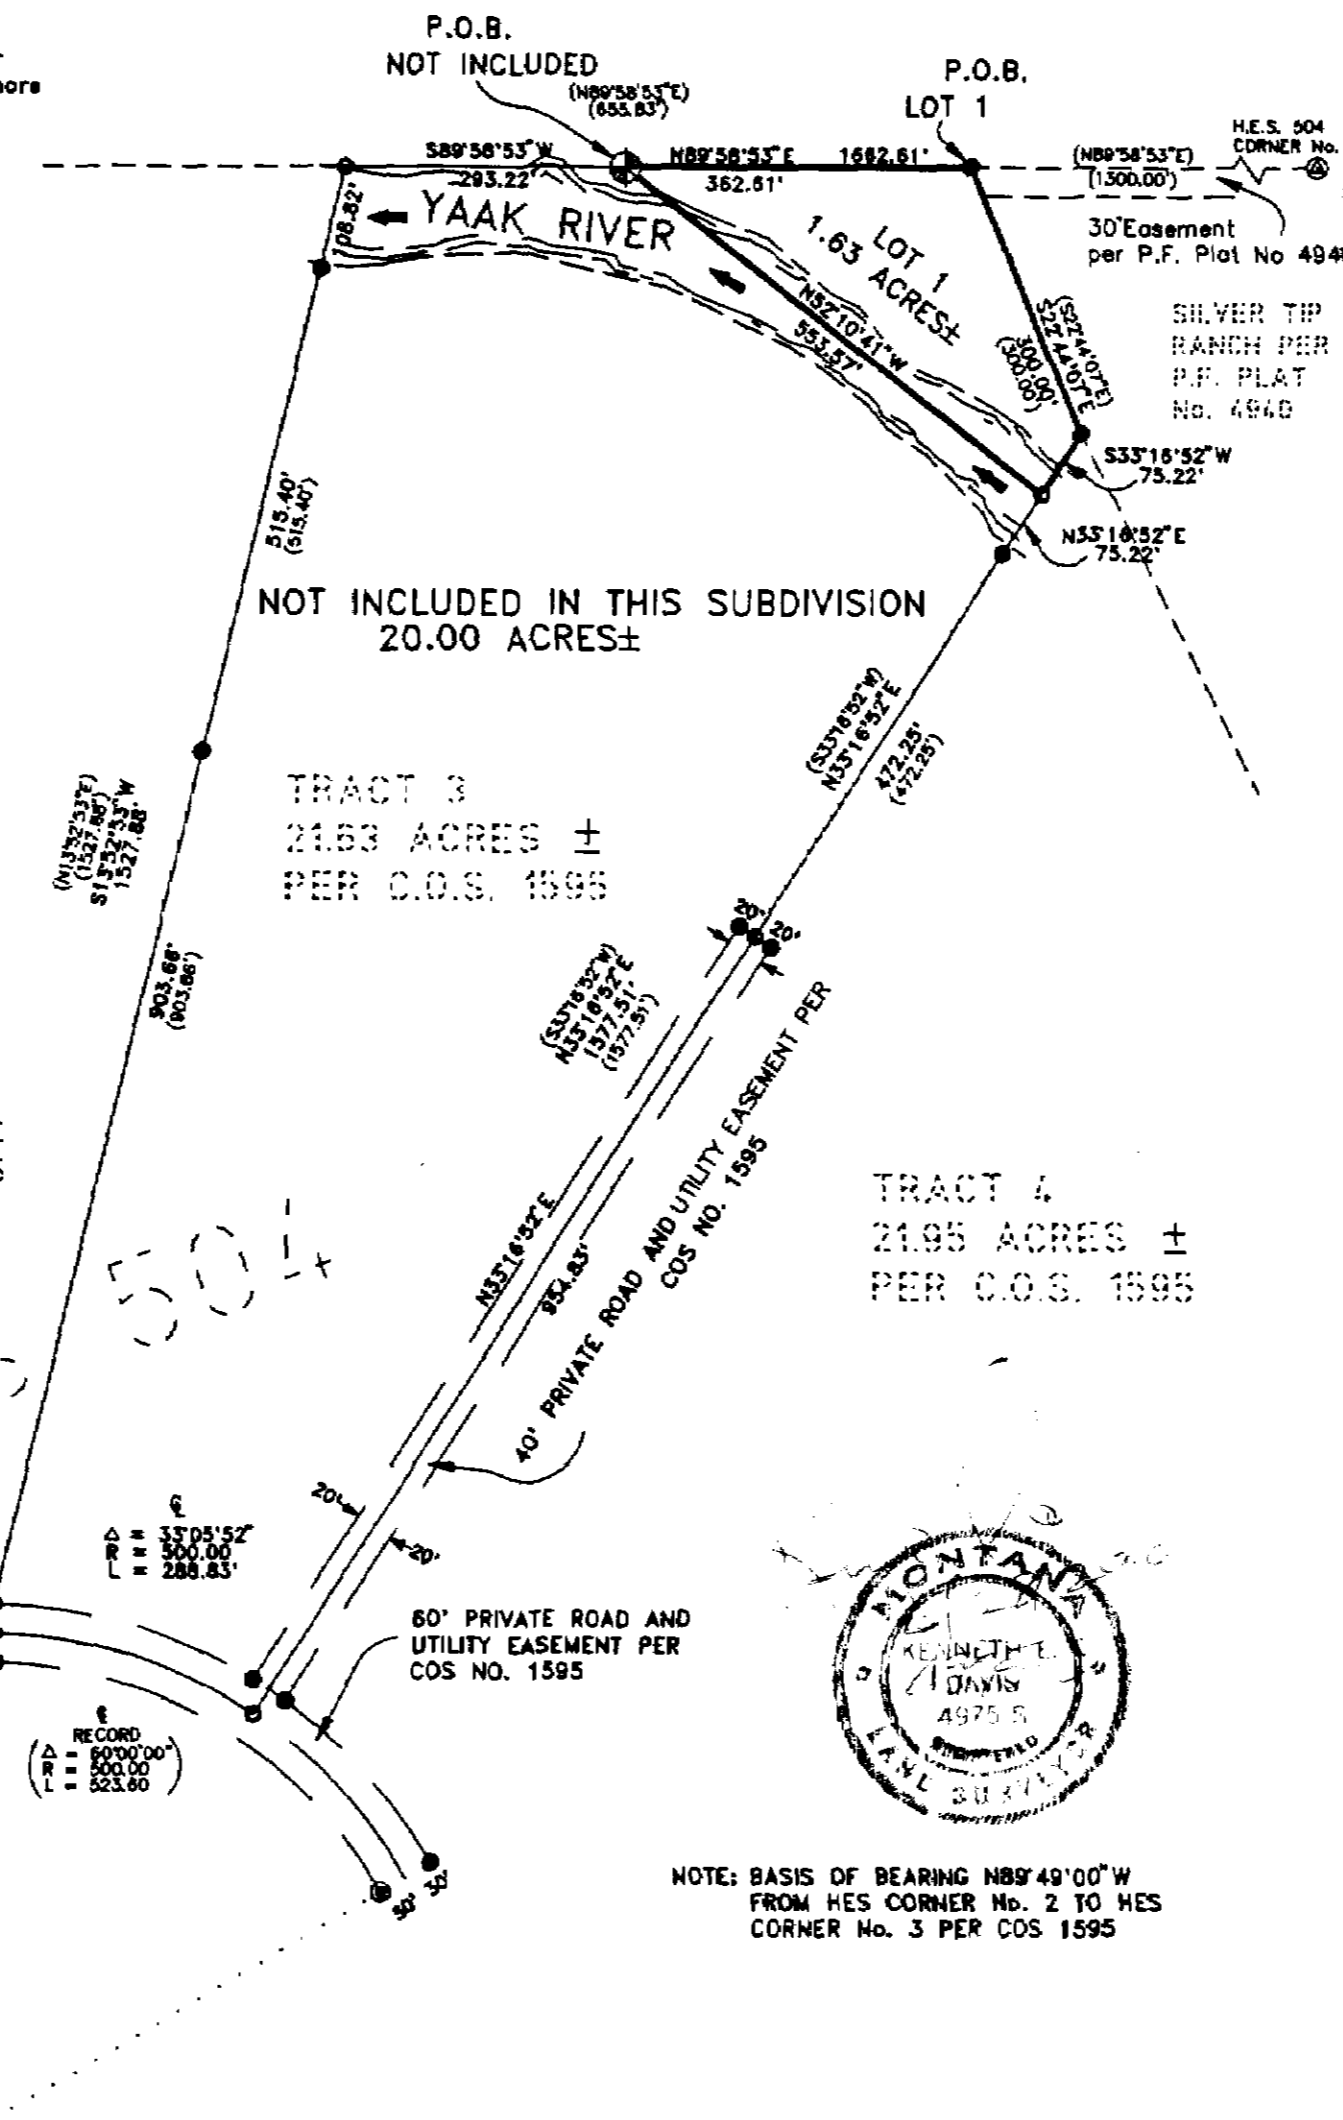 P.O.B.
NOT INCLUDED
(N89°58'53"E)
(655.83')
P.O.B.
LOT 1
H.E.S. 504
CORNER No.
S89°58'53"W
293.22'
N89°58'53"E 1662.61'
362.61'
(N89°58'53"E)
(1300.00')
30' Easement
per P.F. Plat No 494
108.82'
YAAK RIVER
LOT 1
1.63 ACRES±
N52°10'41"W
553.57'
(S22°44'07"E)
S22°44'07"E
300.00'
(300.00')
SILVER TIP
RANCH PER
P.F. PLAT
No. 4940
S33°16'52"W
75.22'
N33°16'52"E
75.22'
515.40'
(515.40')
NOT INCLUDED IN THIS SUBDIVISION
20.00 ACRES±
(S33°16'52"W)
N33°16'52"E
472.25'
(472.25')
TRACT 3
21.63 ACRES ±
PER C.O.S. 1595
(N13°52'53"E)
(1527.88')
S13°52'53"W
1527.88'
903.66'
(903.66')
20'
20'
(S33°16'52"W)
N33°16'52"E
1577.51'
(1577.51')
N33°16'52"E
954.83'
40' PRIVATE ROAD AND UTILITY EASEMENT PER
COS NO. 1595
504
TRACT 4
21.95 ACRES ±
PER C.O.S. 1595
20'
20'
℄
Δ = 33°05'52"
R = 500.00
L = 288.83'
60' PRIVATE ROAD AND
UTILITY EASEMENT PER
COS NO. 1595
℄
RECORD
(Δ = 60°00'00"
R = 500.00
L = 523.60)
30'
30'
MONTANA
KENNETH E.
DAVIS
4975 S
REGISTERED
LAND SURVEYOR
NOTE: BASIS OF BEARING N89°49'00"W
FROM HES CORNER No. 2 TO HES
CORNER No. 3 PER COS 1595